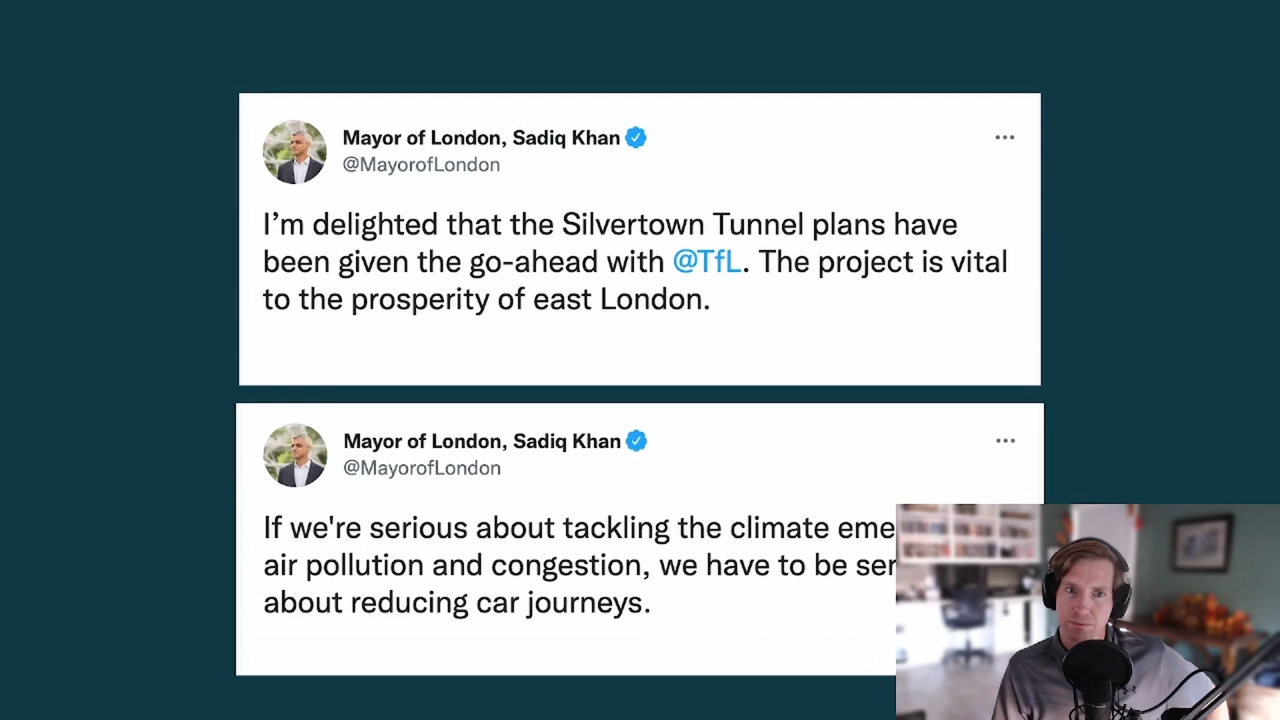 Mayor of London, Sadiq Khan
@MayorofLondon
I’m delighted that the Silvertown Tunnel plans have
been given the go-ahead with @TfL. The project is vital
to the prosperity of east London.
Mayor of London, Sadiq Khan
@MayorofLondon
If we're serious about tackling the climate
air pollution and congestion, we have to be
about reducing car journeys.